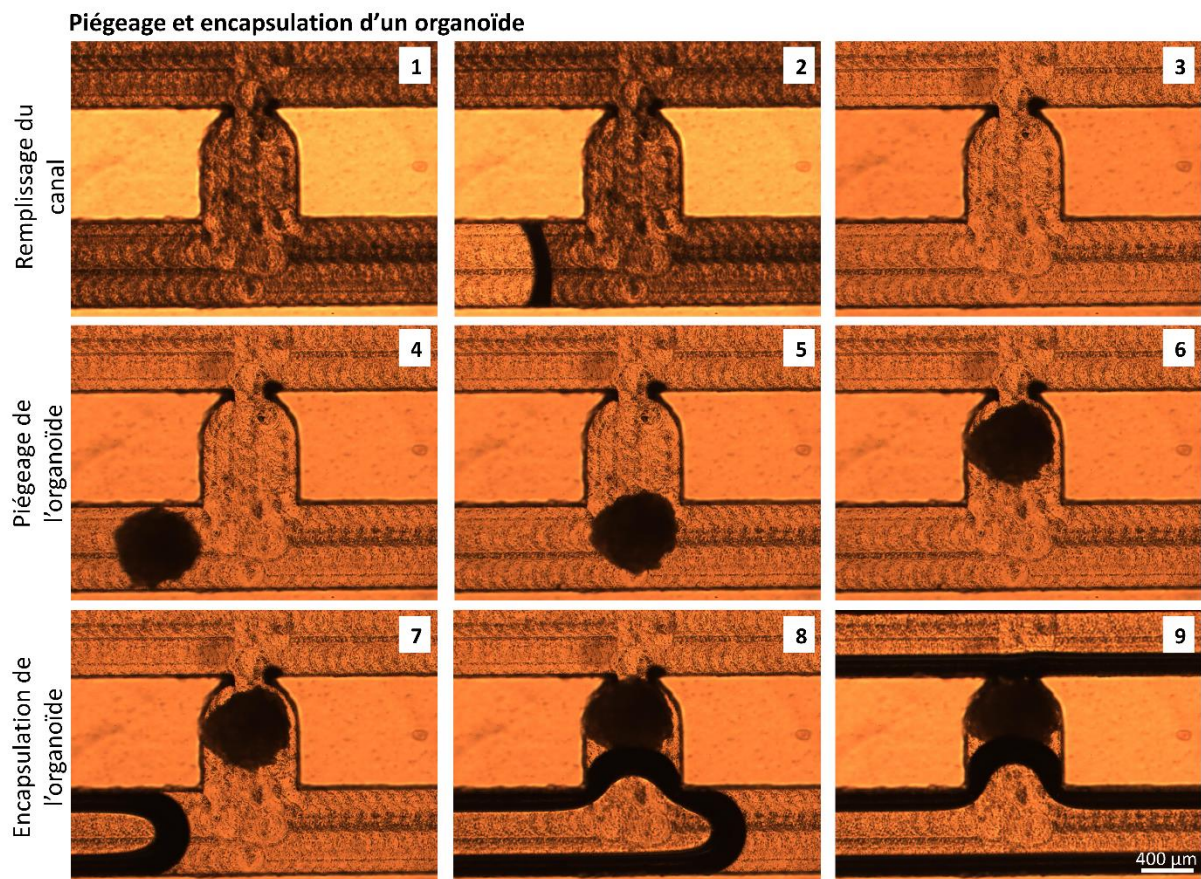 Piégeage et encapsulation d’un organoïde
Remplissage du
canal
1
2
3
Piégeage de
l’organoïde
4
5
6
Encapsulation de
l’organoïde
7
8
9
400 µm